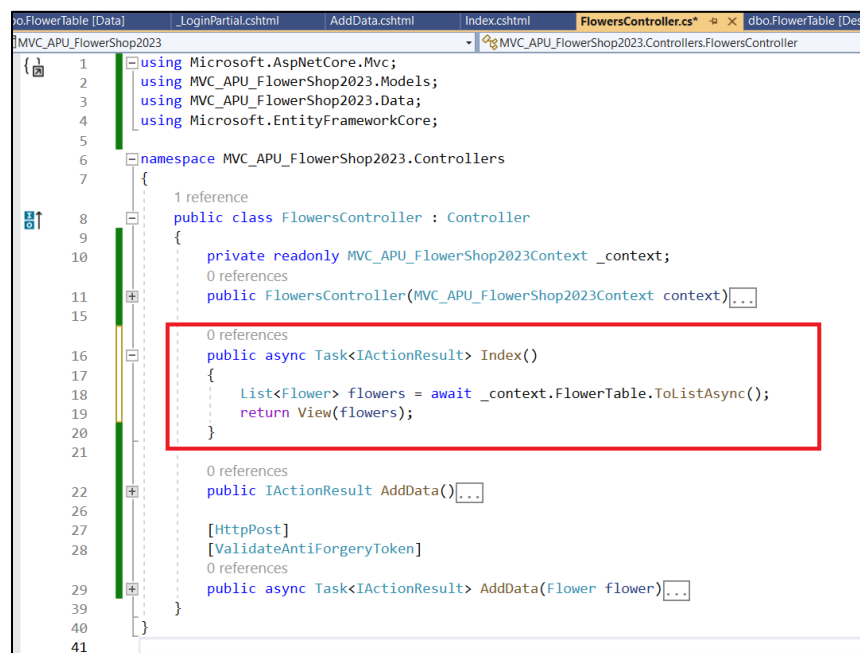 bo.FlowerTable [Data] _LoginPartial.cshtml AddData.cshtml Index.cshtml FlowersController.cs* dbo.FlowerTable [Des
MVC_APU_FlowerShop2023 MVC_APU_FlowerShop2023.Controllers.FlowersController
1 using Microsoft.AspNetCore.Mvc;
2 using MVC_APU_FlowerShop2023.Models;
3 using MVC_APU_FlowerShop2023.Data;
4 using Microsoft.EntityFrameworkCore;
5
6 namespace MVC_APU_FlowerShop2023.Controllers
7 {
1 reference
8 public class FlowersController : Controller
9 {
10 private readonly MVC_APU_FlowerShop2023Context _context;
0 references
11 public FlowersController(MVC_APU_FlowerShop2023Context context)...
15
0 references
16 public async Task<IActionResult> Index()
17 {
18 List<Flower> flowers = await _context.FlowerTable.ToListAsync();
19 return View(flowers);
20 }
21
0 references
22 public IActionResult AddData()...
26
27 [HttpPost]
28 [ValidateAntiForgeryToken]
0 references
29 public async Task<IActionResult> AddData(Flower flower)...
39 }
40 }
41